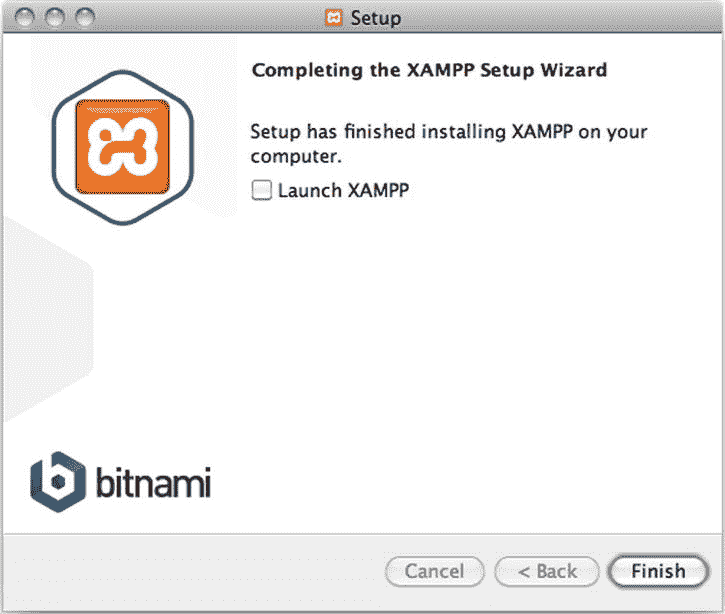 Setup
Completing the XAMPP Setup Wizard
Setup has finished installing XAMPP on your
computer.
Launch XAMPP
bitnami
Cancel
< Back
Finish